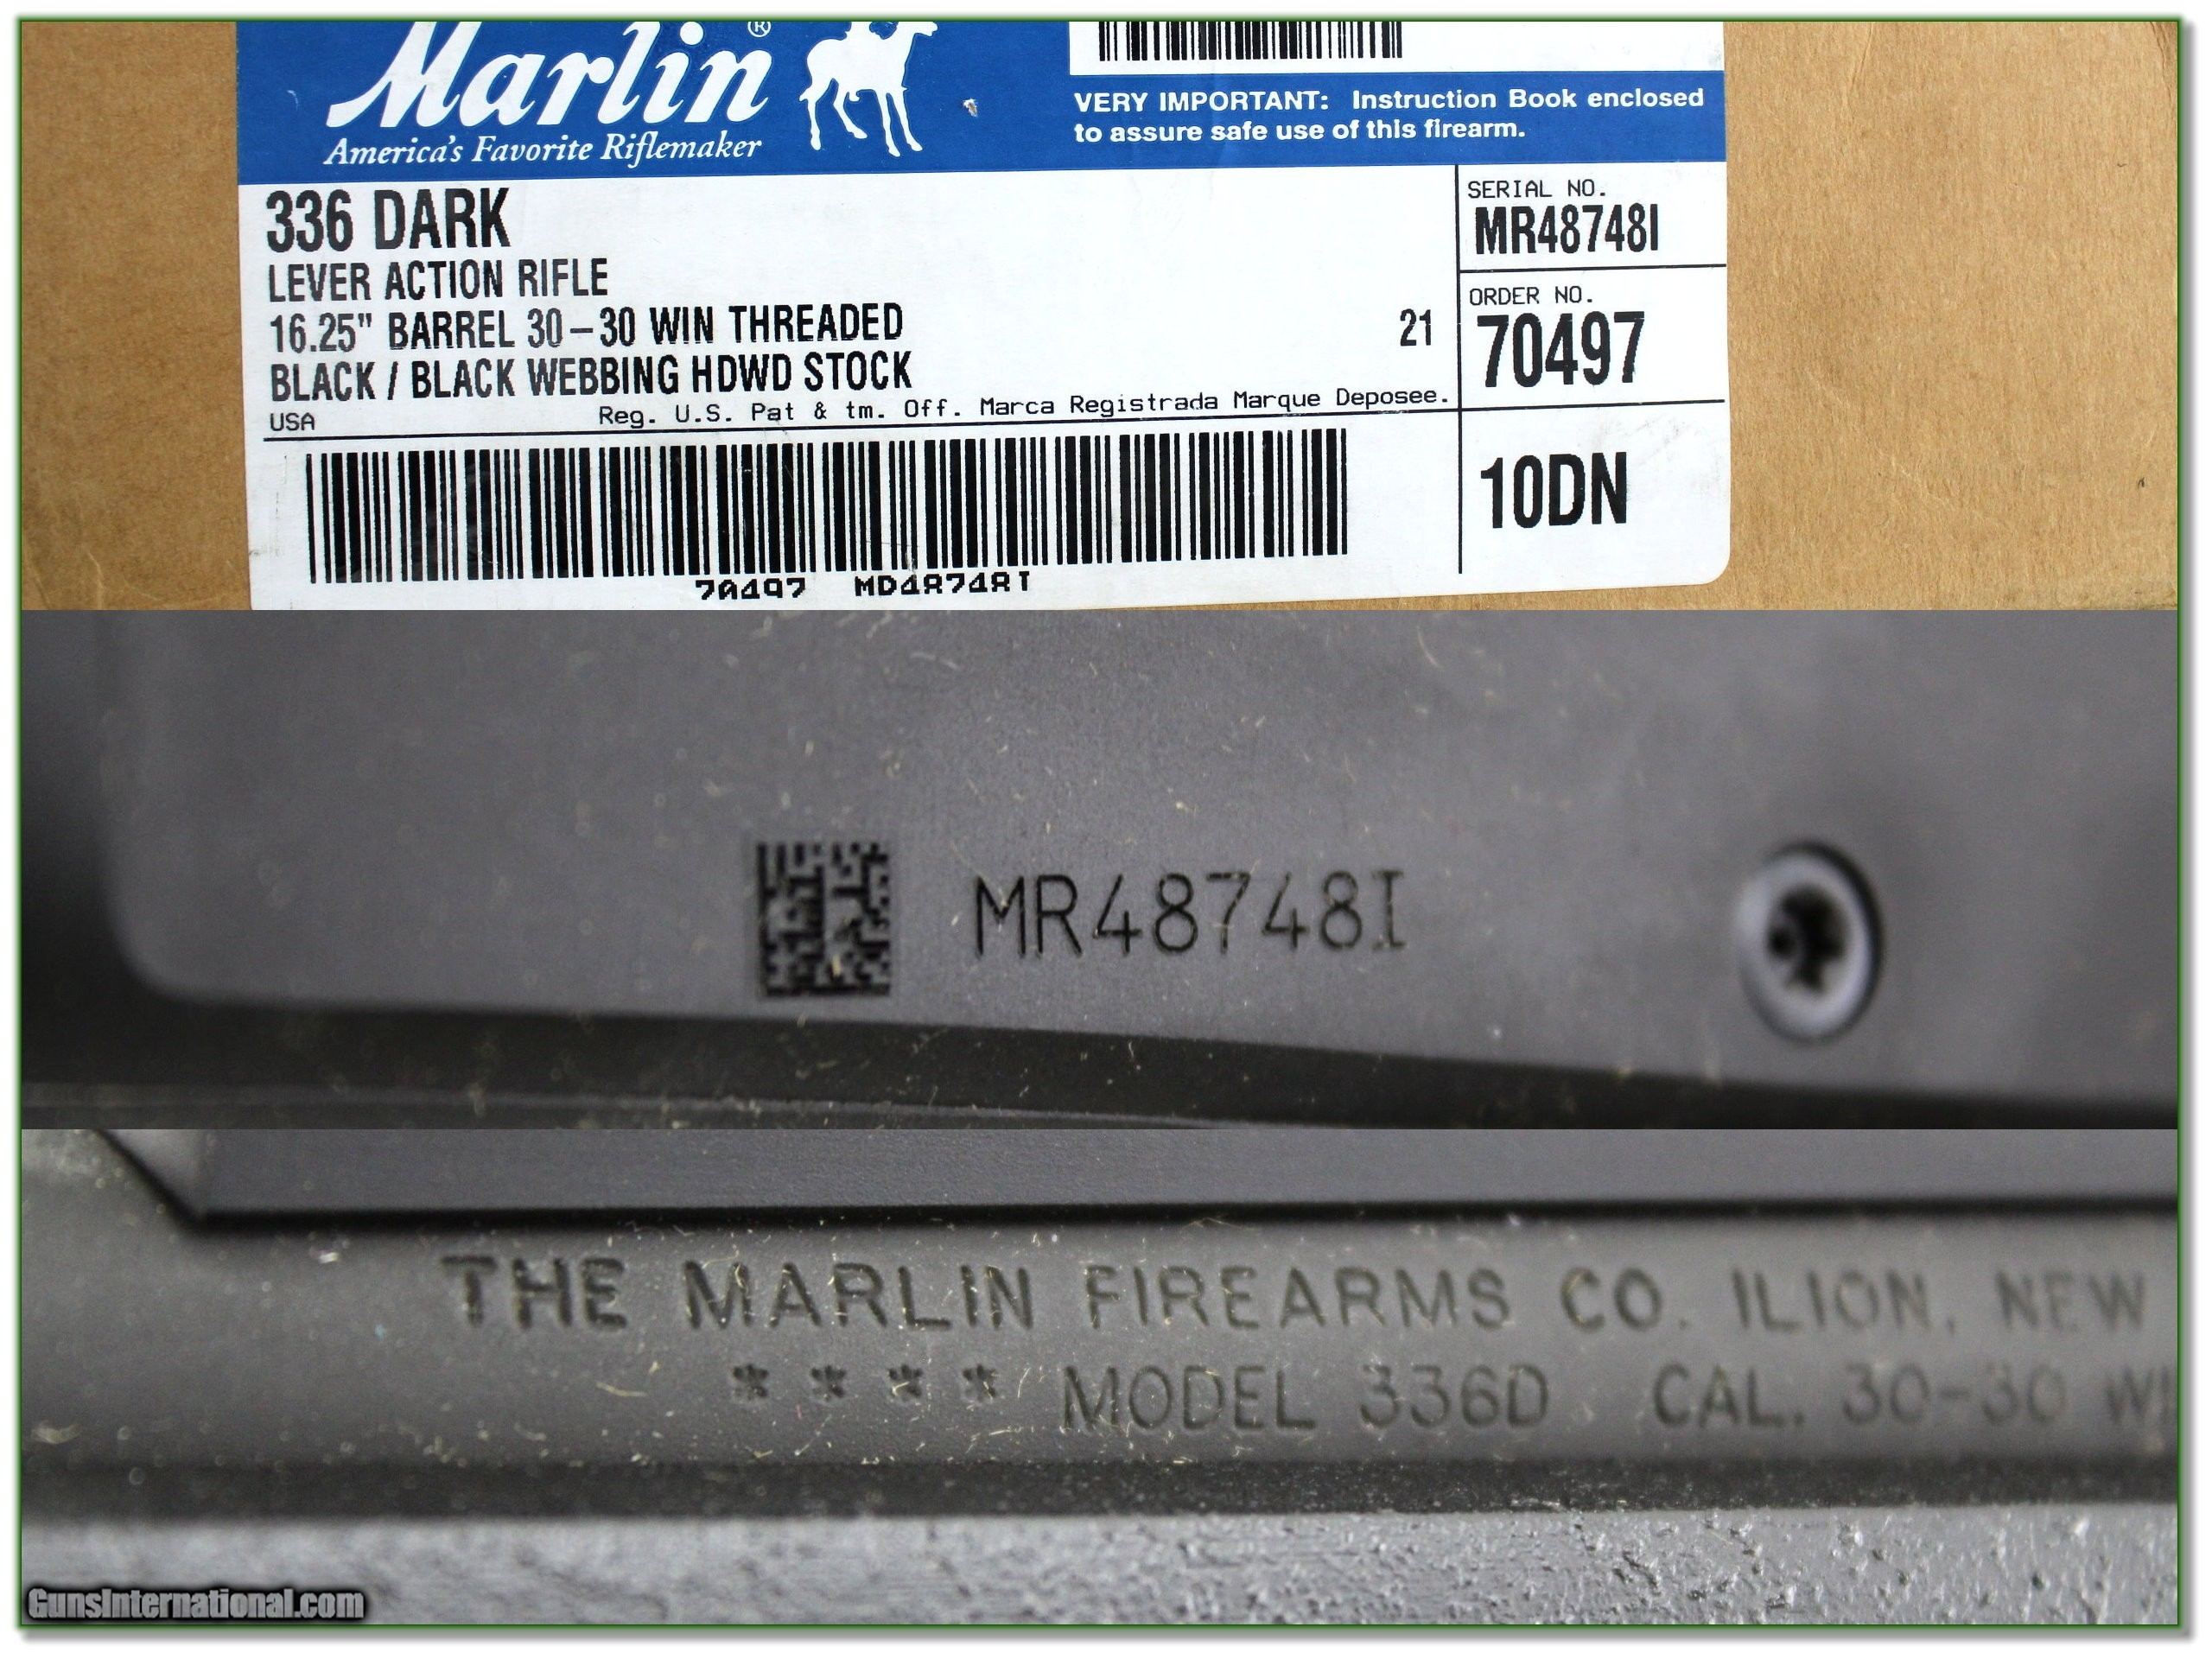 Marlin®
America's Favorite Riflemaker
VERY IMPORTANT: Instruction Book enclosed
to assure safe use of this firearm.
336 DARK
LEVER ACTION RIFLE
16.25" BARREL 30-30 WIN THREADED
21
BLACK / BLACK WEBBING HDWD STOCK
USA Reg. U.S. Pat & tm. Off. Marca Registrada Marque Deposee.
SERIAL NO.
MR48748I
ORDER NO.
70497
10DN
70497 MR48748I
MR48748I
THE MARLIN FIREARMS CO. ILION, NEW
* * * * MODEL 336D CAL. 30-30 WI
GunsInternational.com